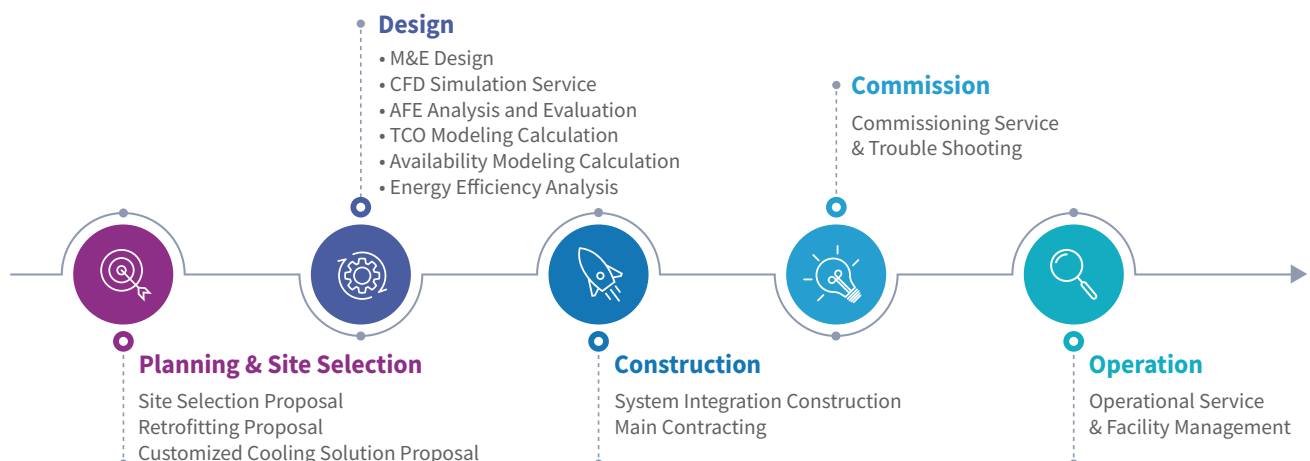 Design
• M&E Design
• CFD Simulation Service
• AFE Analysis and Evaluation
• TCO Modeling Calculation
• Availability Modeling Calculation
• Energy Efficiency Analysis
Commission
Commissioning Service
& Trouble Shooting
Planning & Site Selection
Site Selection Proposal
Retrofitting Proposal
Customized Cooling Solution Proposal
Construction
System Integration Construction
Main Contracting
Operation
Operational Service
& Facility Management